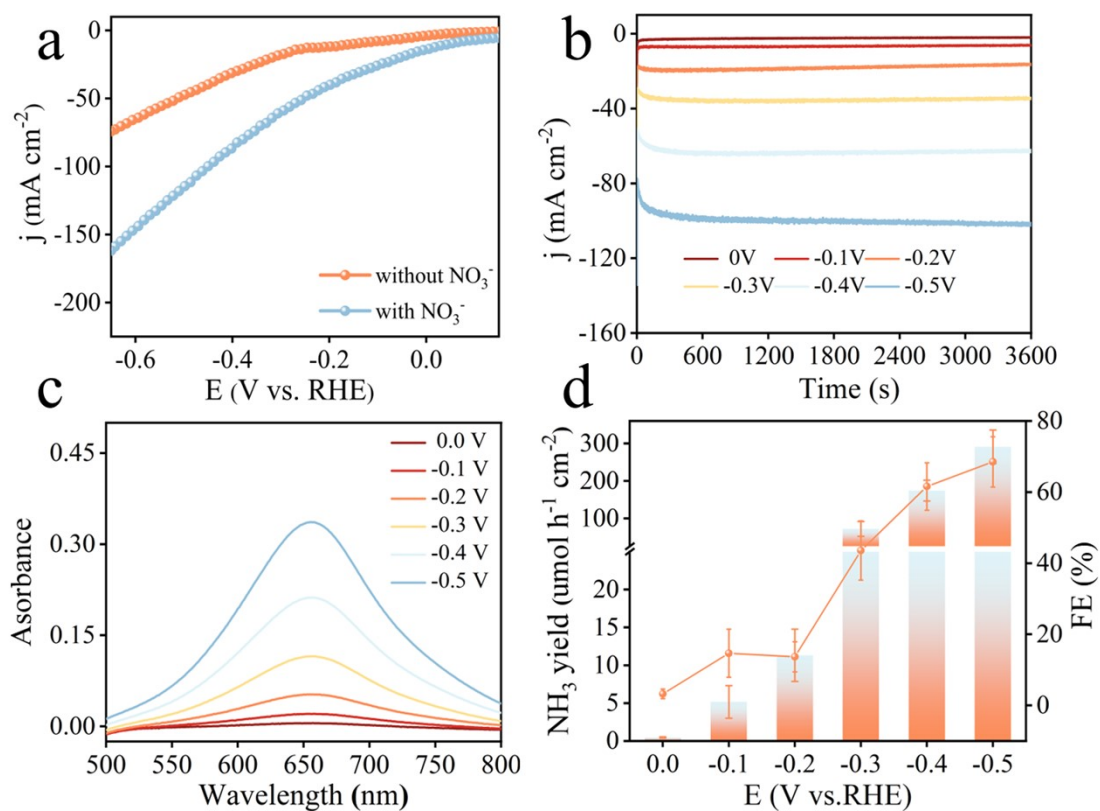 a
0
-50
-100
-150
-200
j (mA cm⁻²)
without NO₃⁻
with NO₃⁻
-0.6 -0.4 -0.2 0.0
E (V vs. RHE)
b
0
-40
-80
-120
-160
j (mA cm⁻²)
0V -0.1V -0.2V
-0.3V -0.4V -0.5V
0 600 1200 1800 2400 3000 3600
Time (s)
c
0.45
0.30
0.15
0.00
Asorbance
0.0 V
-0.1 V
-0.2 V
-0.3 V
-0.4 V
-0.5 V
500 550 600 650 700 750 800
Wavelength (nm)
d
300
200
100
20
15
10
5
0
NH₃ yield (umol h⁻¹ cm⁻²)
80
60
40
20
0
FE (%)
0.0 -0.1 -0.2 -0.3 -0.4 -0.5
E (V vs.RHE)